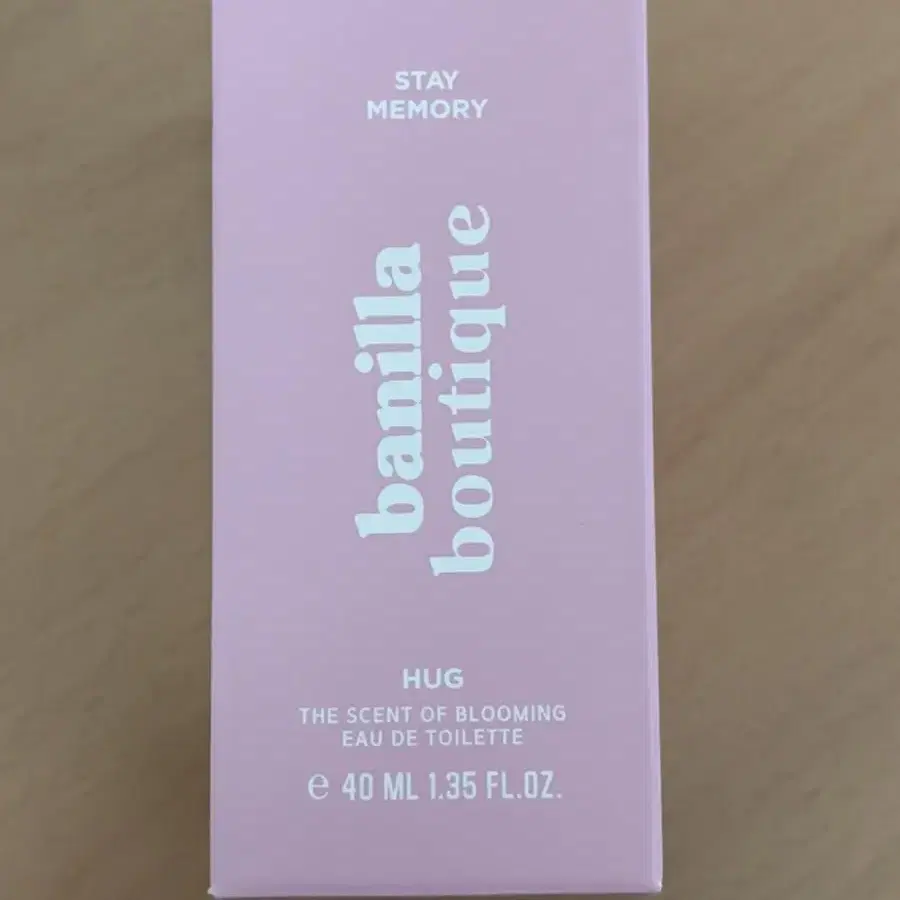 STAY
MEMORY
banilla
boutique
HUG
THE SCENT OF BLOOMING
EAU DE TOILETTE
℮ 40 ML 1.35 FL.OZ.